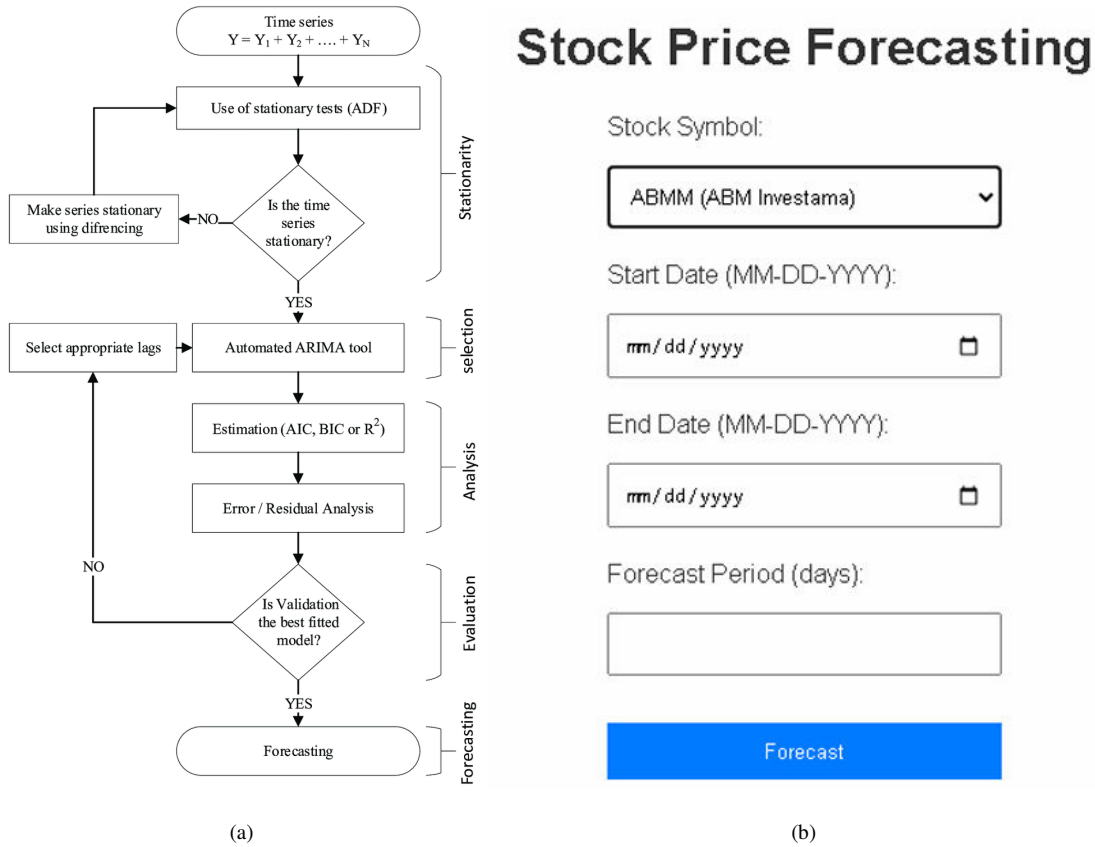 Time series
Y = Y₁ + Y₂ + .... + Y_N
Use of stationary tests (ADF)
Is the time
series
stationary?
NO
Make series stationary
using difrencing
YES
Stationarity
Select appropriate lags
Automated ARIMA tool
selection
Estimation (AIC, BIC or R²)
Error / Residual Analysis
Analysis
NO
Is Validation
the best fitted
model?
Evaluation
YES
Forecasting
Forecasting
(a)
Stock Price Forecasting
Stock Symbol:
ABMM (ABM Investama)
Start Date (MM-DD-YYYY):
mm/dd/yyyy
End Date (MM-DD-YYYY):
mm/dd/yyyy
Forecast Period (days):
Forecast
(b)